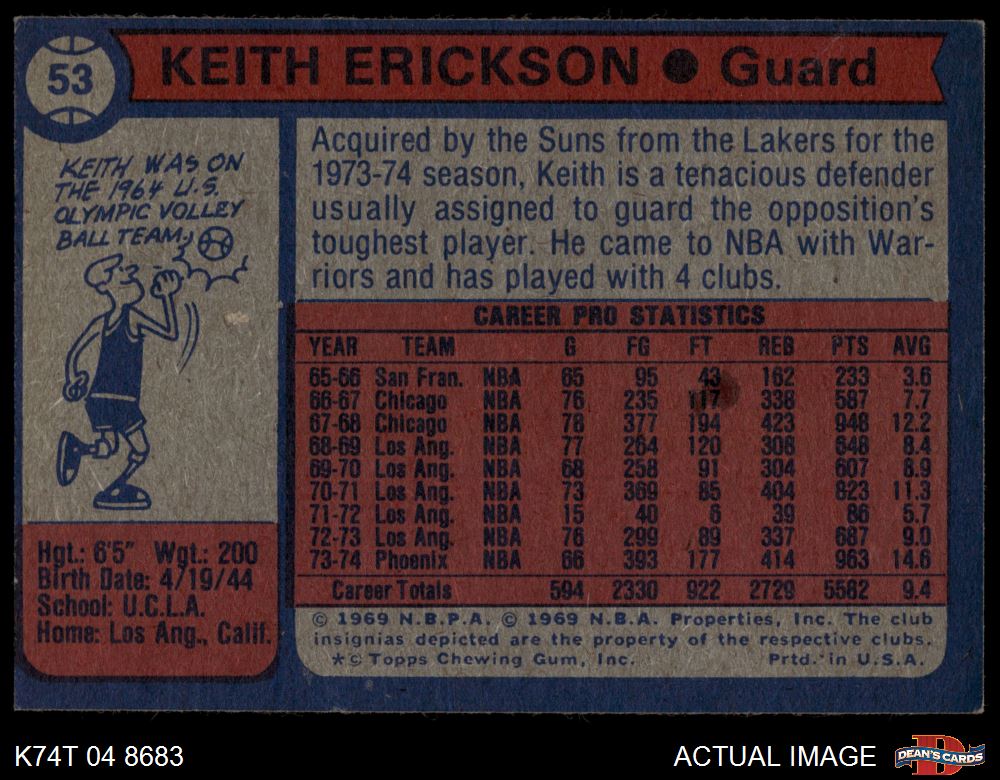 53
KEITH ERICKSON ● Guard
KEITH WAS ON
THE 1964 U.S.
OLYMPIC VOLLEY
BALL TEAM
Acquired by the Suns from the Lakers for the
1973-74 season, Keith is a tenacious defender
usually assigned to guard the opposition's
toughest player. He came to NBA with War-
riors and has played with 4 clubs.
CAREER PRO STATISTICS
YEAR TEAM G FG FT REB PTS AVG
65-66 San Fran. NBA 65 95 43 162 233 3.6
66-67 Chicago NBA 76 235 117 338 587 7.7
67-68 Chicago NBA 78 377 194 423 948 12.2
68-69 Los Ang. NBA 77 264 120 308 648 8.4
69-70 Los Ang. NBA 68 258 91 304 607 8.9
70-71 Los Ang. NBA 73 369 85 404 823 11.3
71-72 Los Ang. NBA 15 40 6 39 86 5.7
72-73 Los Ang. NBA 76 299 89 337 687 9.0
73-74 Phoenix NBA 66 393 177 414 963 14.6
Career Totals 594 2330 922 2729 5582 9.4
Hgt.: 6'5" Wgt.: 200
Birth Date: 4/19/44
School: U.C.L.A.
Home: Los Ang., Calif.
© 1969 N.B.P.A. © 1969 N.B.A. Properties, Inc. The club
insignias depicted are the property of the respective clubs.
*© Topps Chewing Gum, Inc. Prtd. in U.S.A.
K74T 04 8683
ACTUAL IMAGE
D
DEAN'S CARDS